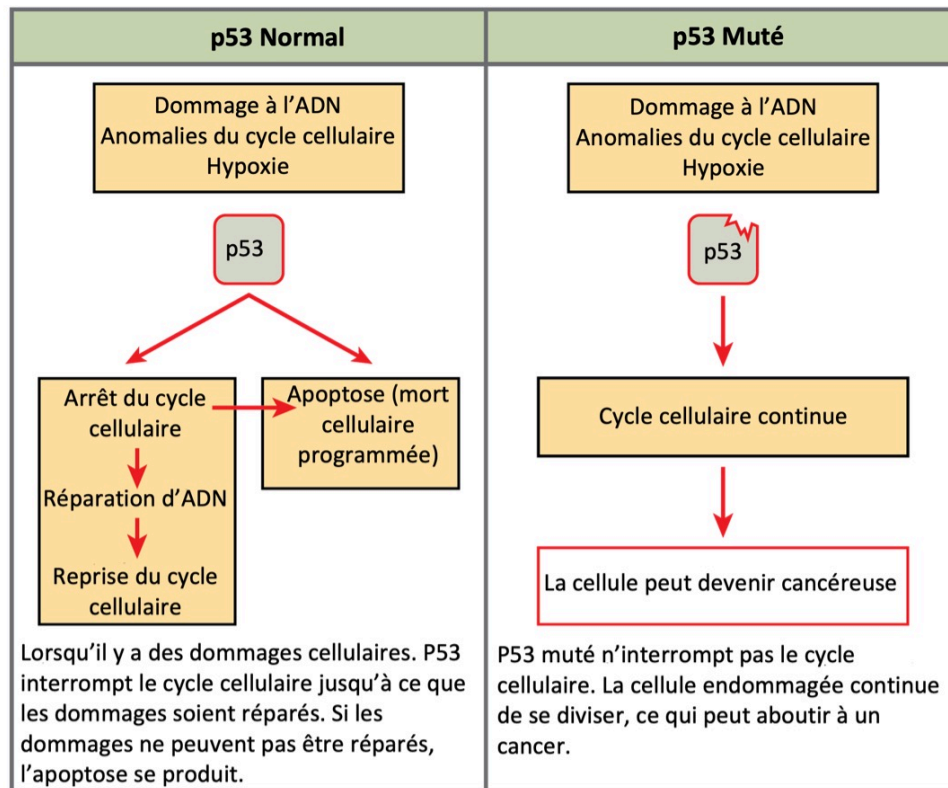 p53 Normal
Dommage à l'ADN
Anomalies du cycle cellulaire
Hypoxie
p53
Arrêt du cycle
cellulaire
Réparation d'ADN
Reprise du cycle
cellulaire
Apoptose (mort
cellulaire
programmée)
Lorsqu'il y a des dommages cellulaires. P53
interrompt le cycle cellulaire jusqu'à ce que
les dommages soient réparés. Si les
dommages ne peuvent pas être réparés,
l'apoptose se produit.
p53 Muté
Dommage à l'ADN
Anomalies du cycle cellulaire
Hypoxie
p53
Cycle cellulaire continue
La cellule peut devenir cancéreuse
P53 muté n'interrompt pas le cycle
cellulaire. La cellule endommagée continue
de se diviser, ce qui peut aboutir à un
cancer.